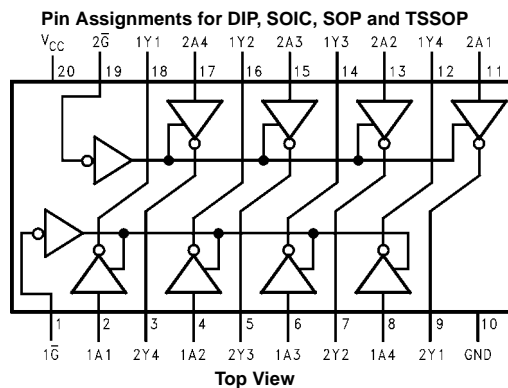 Pin Assignments for DIP, SOIC, SOP and TSSOP
VCC 2G̅ 1Y1 2A4 1Y2 2A3 1Y3 2A2 1Y4 2A1
20 19 18 17 16 15 14 13 12 11
1 2 3 4 5 6 7 8 9 10
1G̅ 1A1 2Y4 1A2 2Y3 1A3 2Y2 1A4 2Y1 GND
Top View